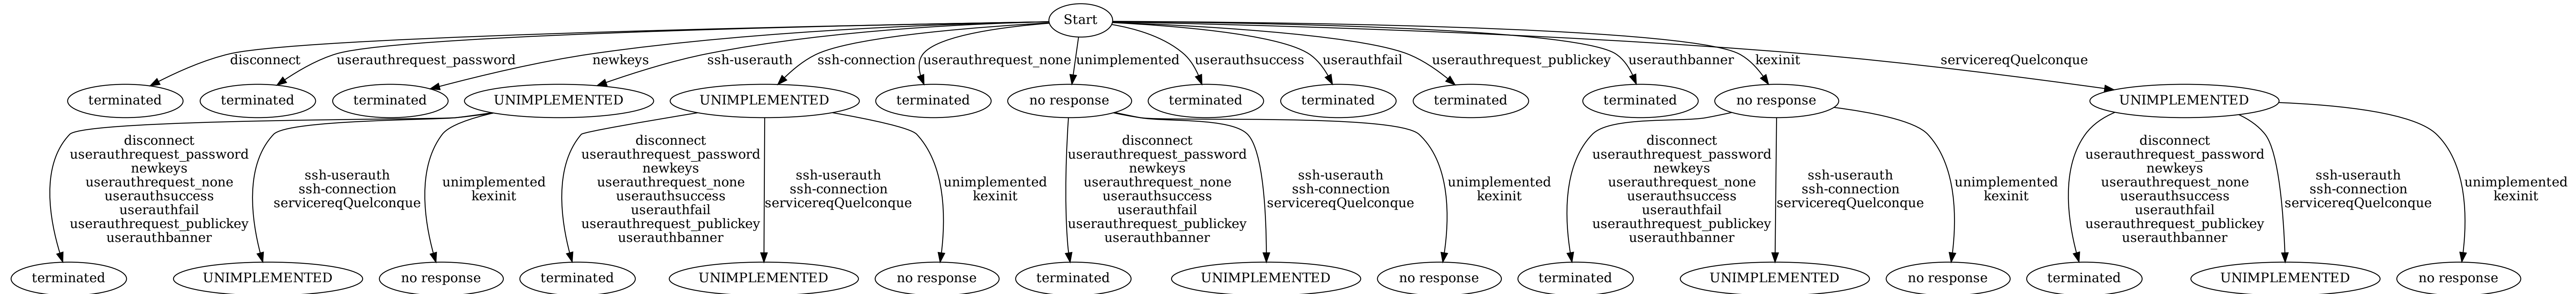 Start
disconnect
userauthrequest_password
newkeys
ssh-userauth
ssh-connection
userauthrequest_none
unimplemented
userauthsuccess
userauthfail
userauthrequest_publickey
userauthbanner
kexinit
servicereqQuelconque
terminated
terminated
terminated
UNIMPLEMENTED
UNIMPLEMENTED
terminated
no response
terminated
terminated
terminated
terminated
no response
UNIMPLEMENTED
disconnect
userauthrequest_password
newkeys
userauthrequest_none
userauthsuccess
userauthfail
userauthrequest_publickey
userauthbanner
ssh-userauth
ssh-connection
servicereqQuelconque
unimplemented
kexinit
disconnect
userauthrequest_password
newkeys
userauthrequest_none
userauthsuccess
userauthfail
userauthrequest_publickey
userauthbanner
ssh-userauth
ssh-connection
servicereqQuelconque
unimplemented
kexinit
disconnect
userauthrequest_password
newkeys
userauthrequest_none
userauthsuccess
userauthfail
userauthrequest_publickey
userauthbanner
ssh-userauth
ssh-connection
servicereqQuelconque
unimplemented
kexinit
disconnect
userauthrequest_password
newkeys
userauthrequest_none
userauthsuccess
userauthfail
userauthrequest_publickey
userauthbanner
ssh-userauth
ssh-connection
servicereqQuelconque
unimplemented
kexinit
disconnect
userauthrequest_password
newkeys
userauthrequest_none
userauthsuccess
userauthfail
userauthrequest_publickey
userauthbanner
ssh-userauth
ssh-connection
servicereqQuelconque
unimplemented
kexinit
terminated
UNIMPLEMENTED
no response
terminated
UNIMPLEMENTED
no response
terminated
UNIMPLEMENTED
no response
terminated
UNIMPLEMENTED
no response
terminated
UNIMPLEMENTED
no response